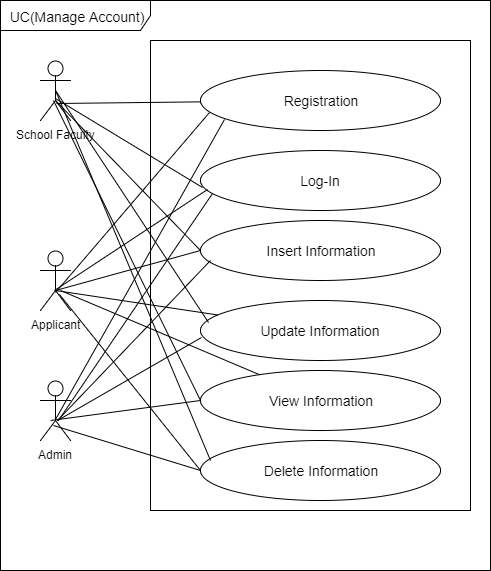 UC(Manage Account)
School Faculty
Registration
Log-In
Insert Information
Applicant
Update Information
View Information
Admin
Delete Information